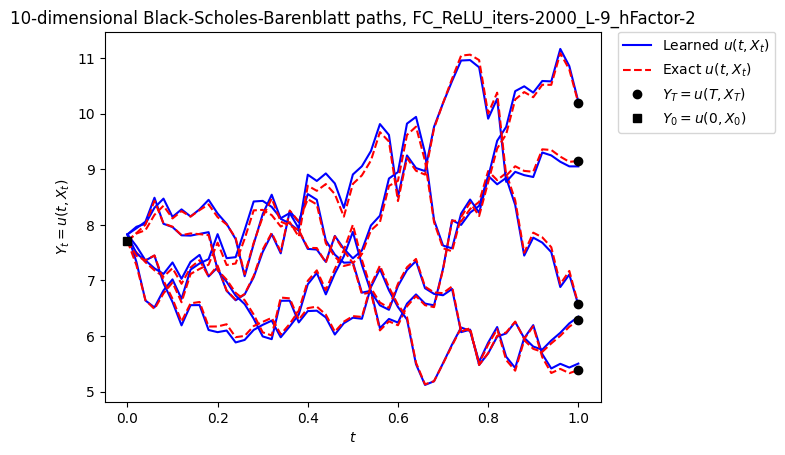 10-dimensional Black-Scholes-Barenblatt paths, FC_ReLU_iters-2000_L-9_hFactor-2
Learned u(t, X_t)
Exact u(t, X_t)
Y_T = u(T, X_T)
Y_0 = u(0, X_0)
Y_t = u(t, X_t)
11
10
9
8
7
6
5
0.0 0.2 0.4 0.6 0.8 1.0
t